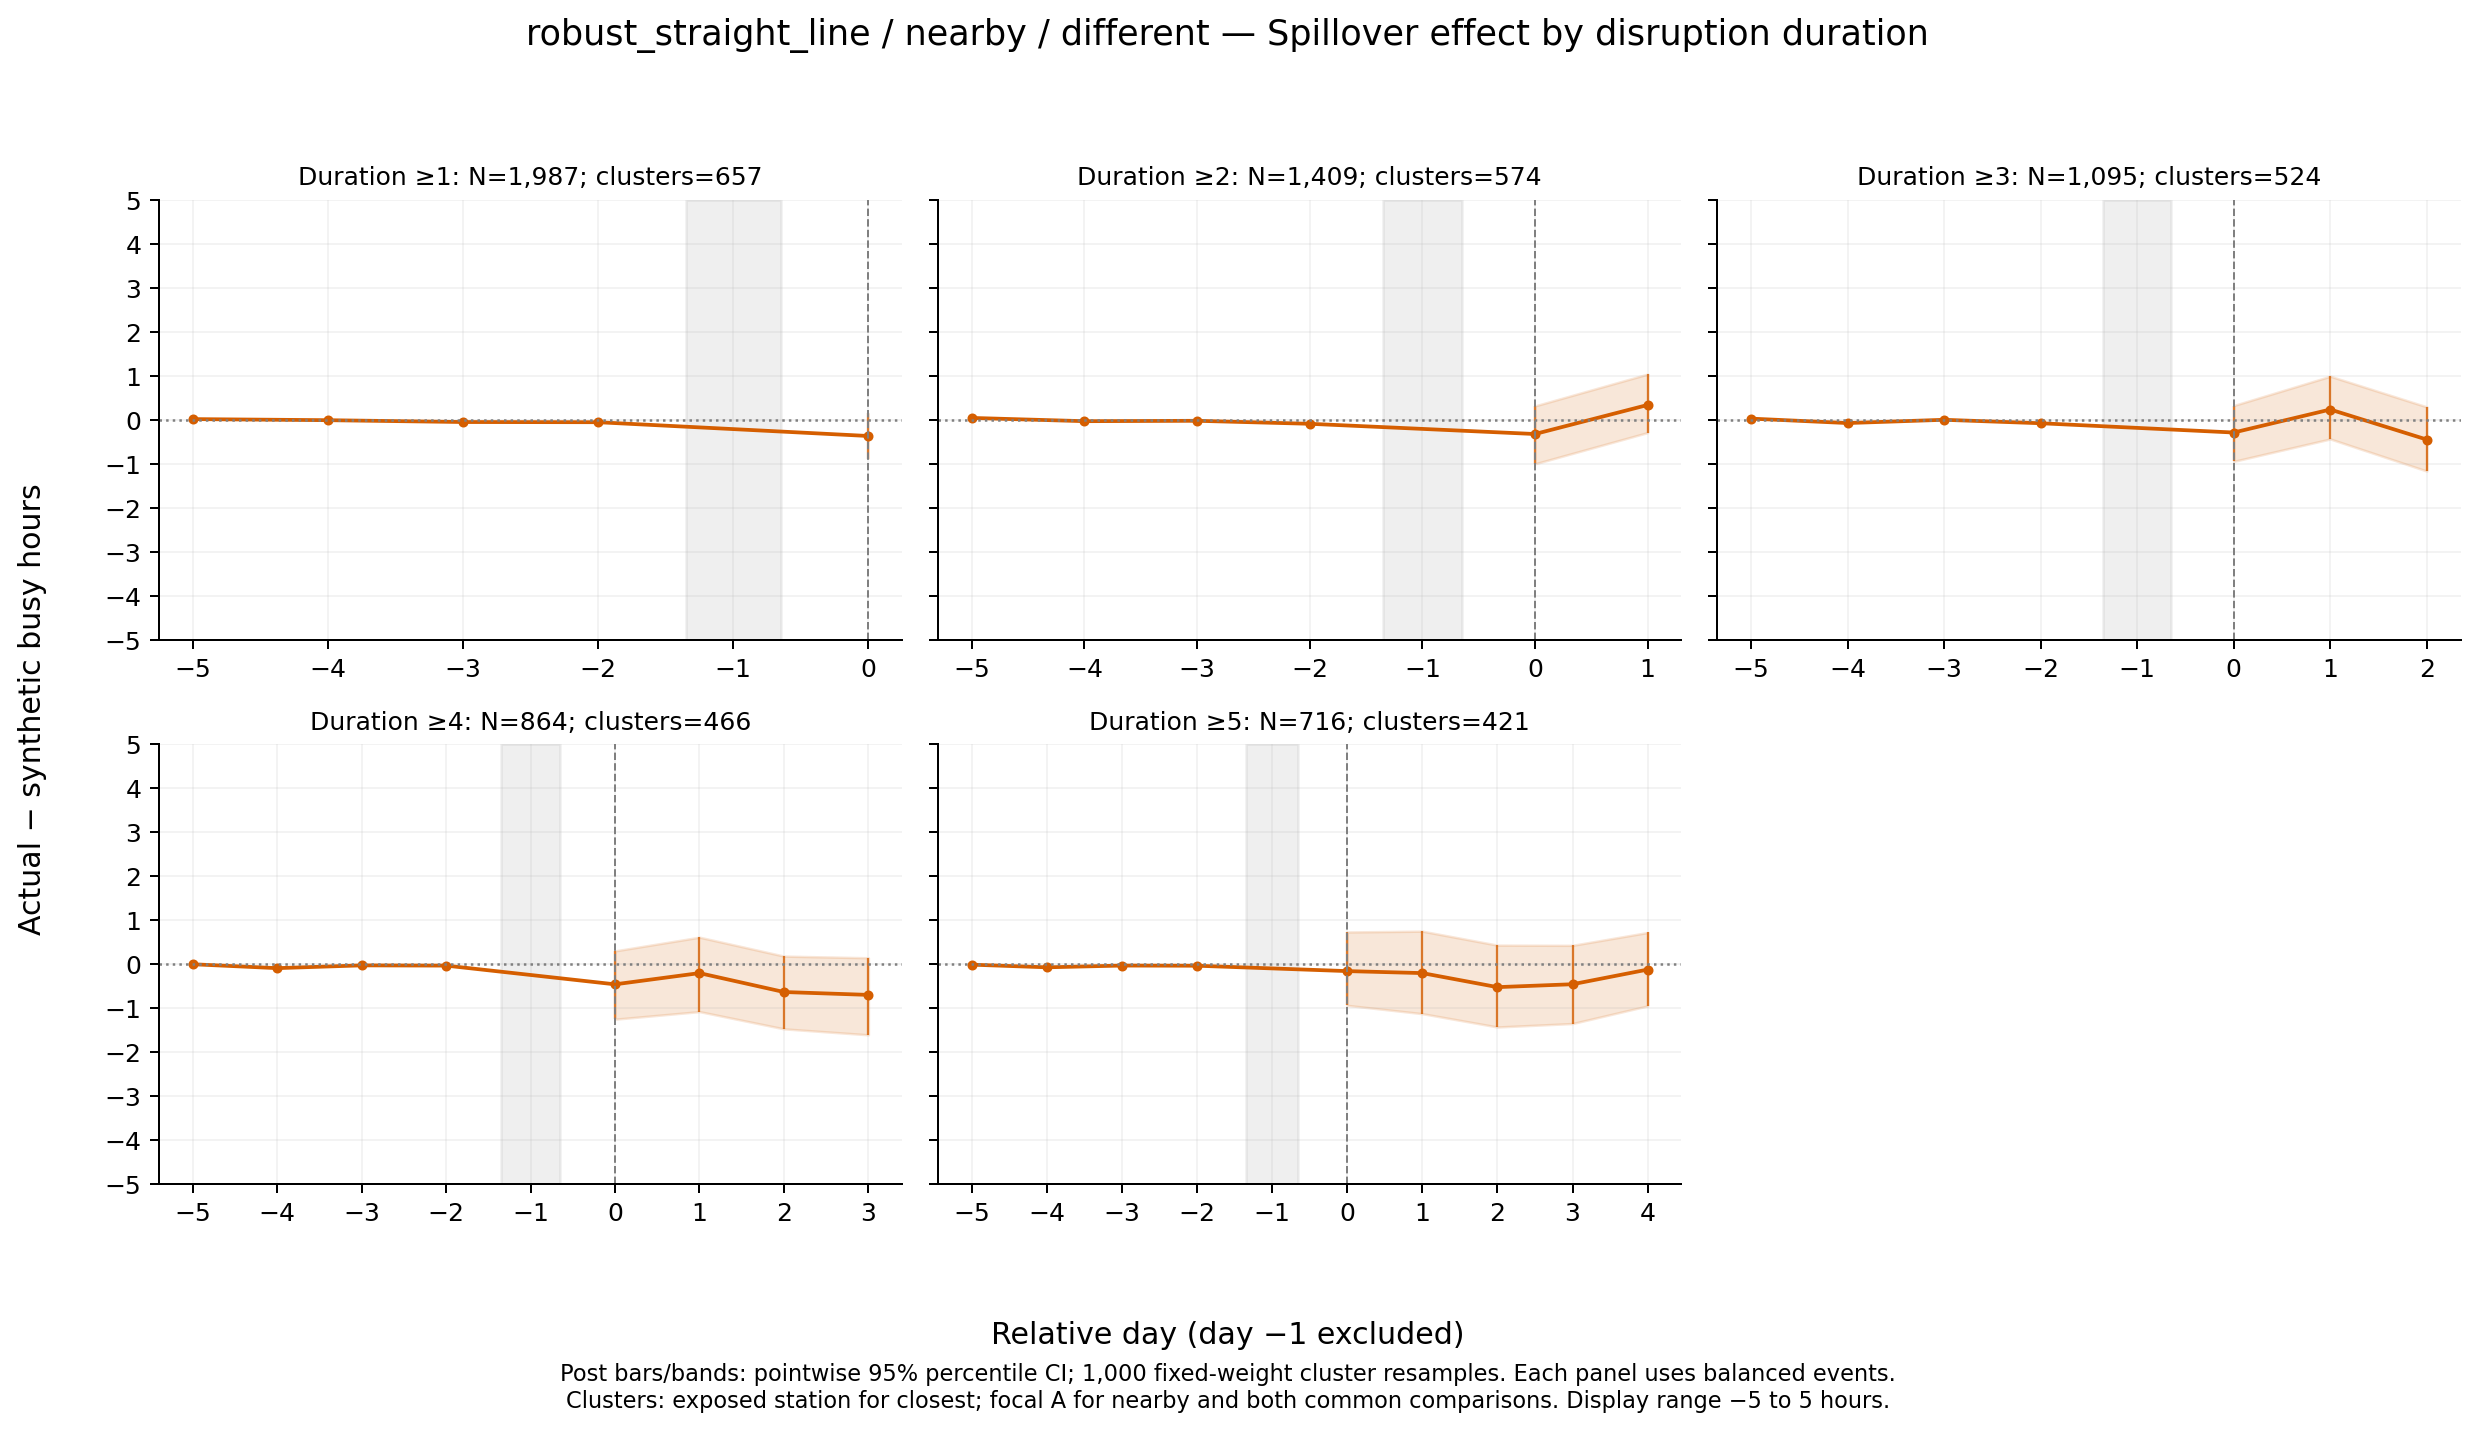 robust_straight_line / nearby / different — Spillover effect by disruption duration
Duration ≥1: N=1,987; clusters=657
Duration ≥2: N=1,409; clusters=574
Duration ≥3: N=1,095; clusters=524
5
4
3
2
1
0
−1
−2
−3
−4
−5
−5 −4 −3 −2 −1 0
−5 −4 −3 −2 −1 0 1
−5 −4 −3 −2 −1 0 1 2
Actual − synthetic busy hours
Duration ≥4: N=864; clusters=466
Duration ≥5: N=716; clusters=421
5
4
3
2
1
0
−1
−2
−3
−4
−5
−5 −4 −3 −2 −1 0 1 2 3
−5 −4 −3 −2 −1 0 1 2 3 4
Relative day (day −1 excluded)
Post bars/bands: pointwise 95% percentile CI; 1,000 fixed-weight cluster resamples. Each panel uses balanced events.
Clusters: exposed station for closest; focal A for nearby and both common comparisons. Display range −5 to 5 hours.